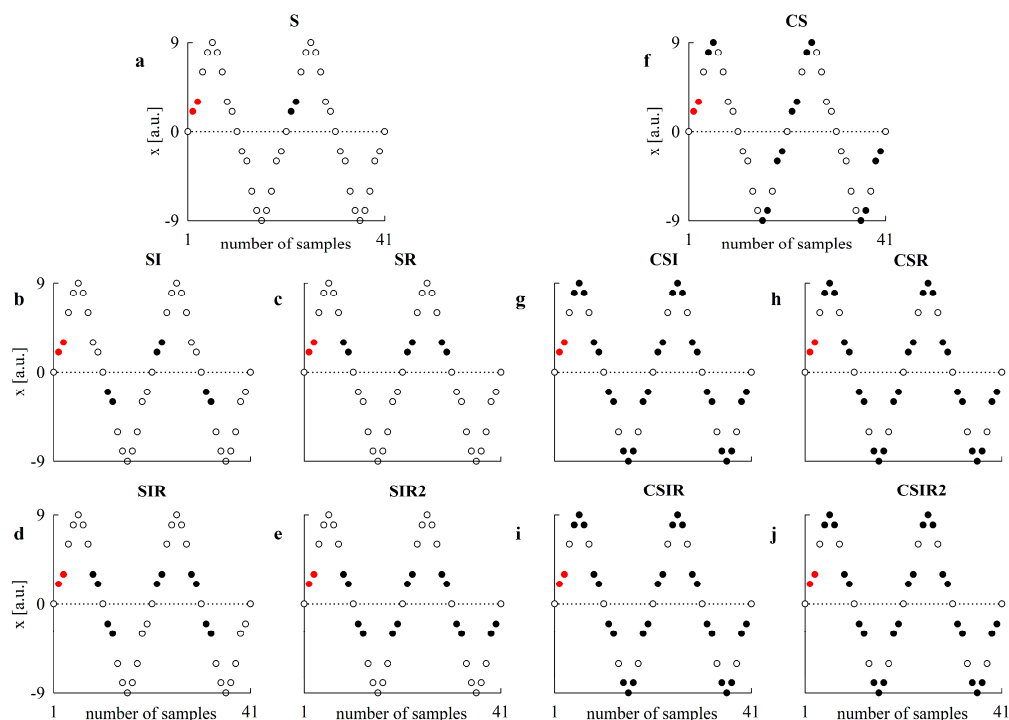 S
a
9
0
-9
x [a.u.]
1
41
number of samples
CS
f
9
0
-9
x [a.u.]
1
41
number of samples
SI
b
9
0
-9
x [a.u.]
SR
c
CSI
g
CSR
h
SIR
d
9
0
-9
x [a.u.]
1
41
number of samples
SIR2
e
1
41
number of samples
CSIR
i
1
41
number of samples
CSIR2
j
1
41
number of samples